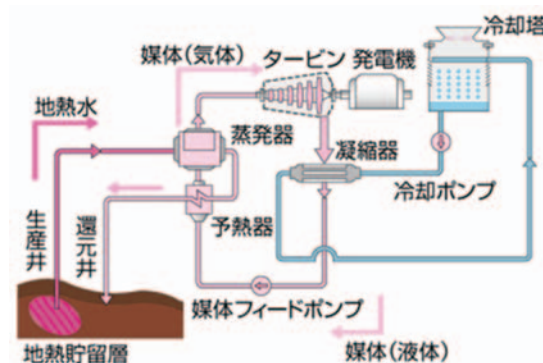 冷却塔
媒体(気体)
タービン
発電機
地熱水
蒸発器
凝縮器
冷却ポンプ
予熱器
生産井
還元井
媒体フィードポンプ
地熱貯留層
媒体(液体)